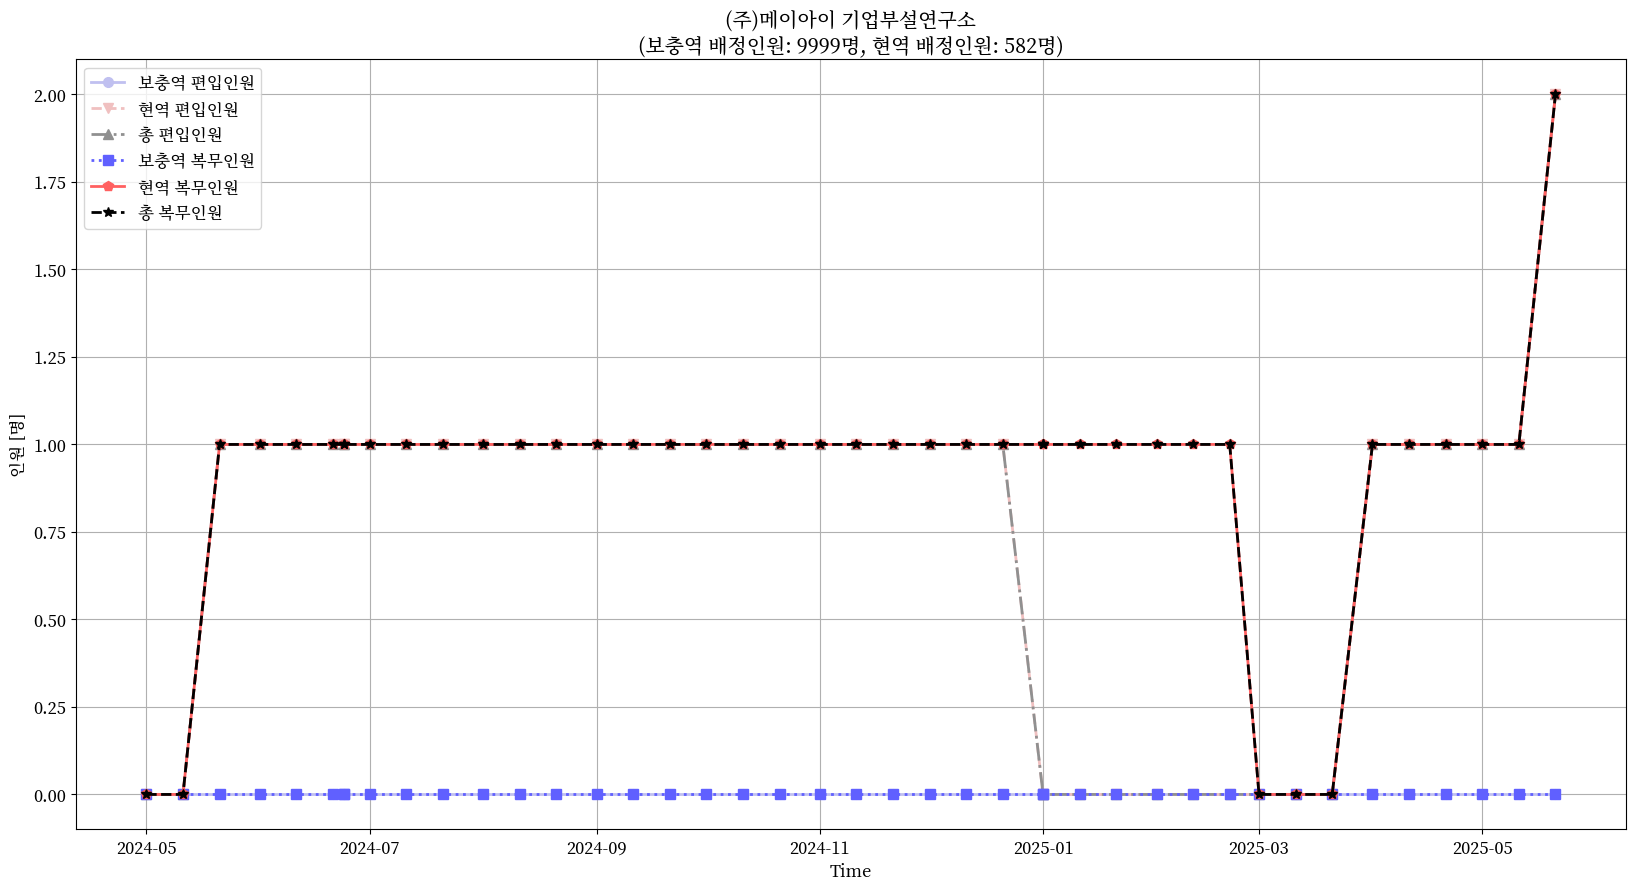 (주)메이아이 기업부설연구소
(보충역 배정인원: 9999명, 현역 배정인원: 582명)
보충역 편입인원
현역 편입인원
총 편입인원
보충역 복무인원
현역 복무인원
총 복무인원
2.00
1.75
1.50
1.25
1.00
0.75
0.50
0.25
0.00
인원 [명]
2024-05
2024-07
2024-09
2024-11
2025-01
2025-03
2025-05
Time